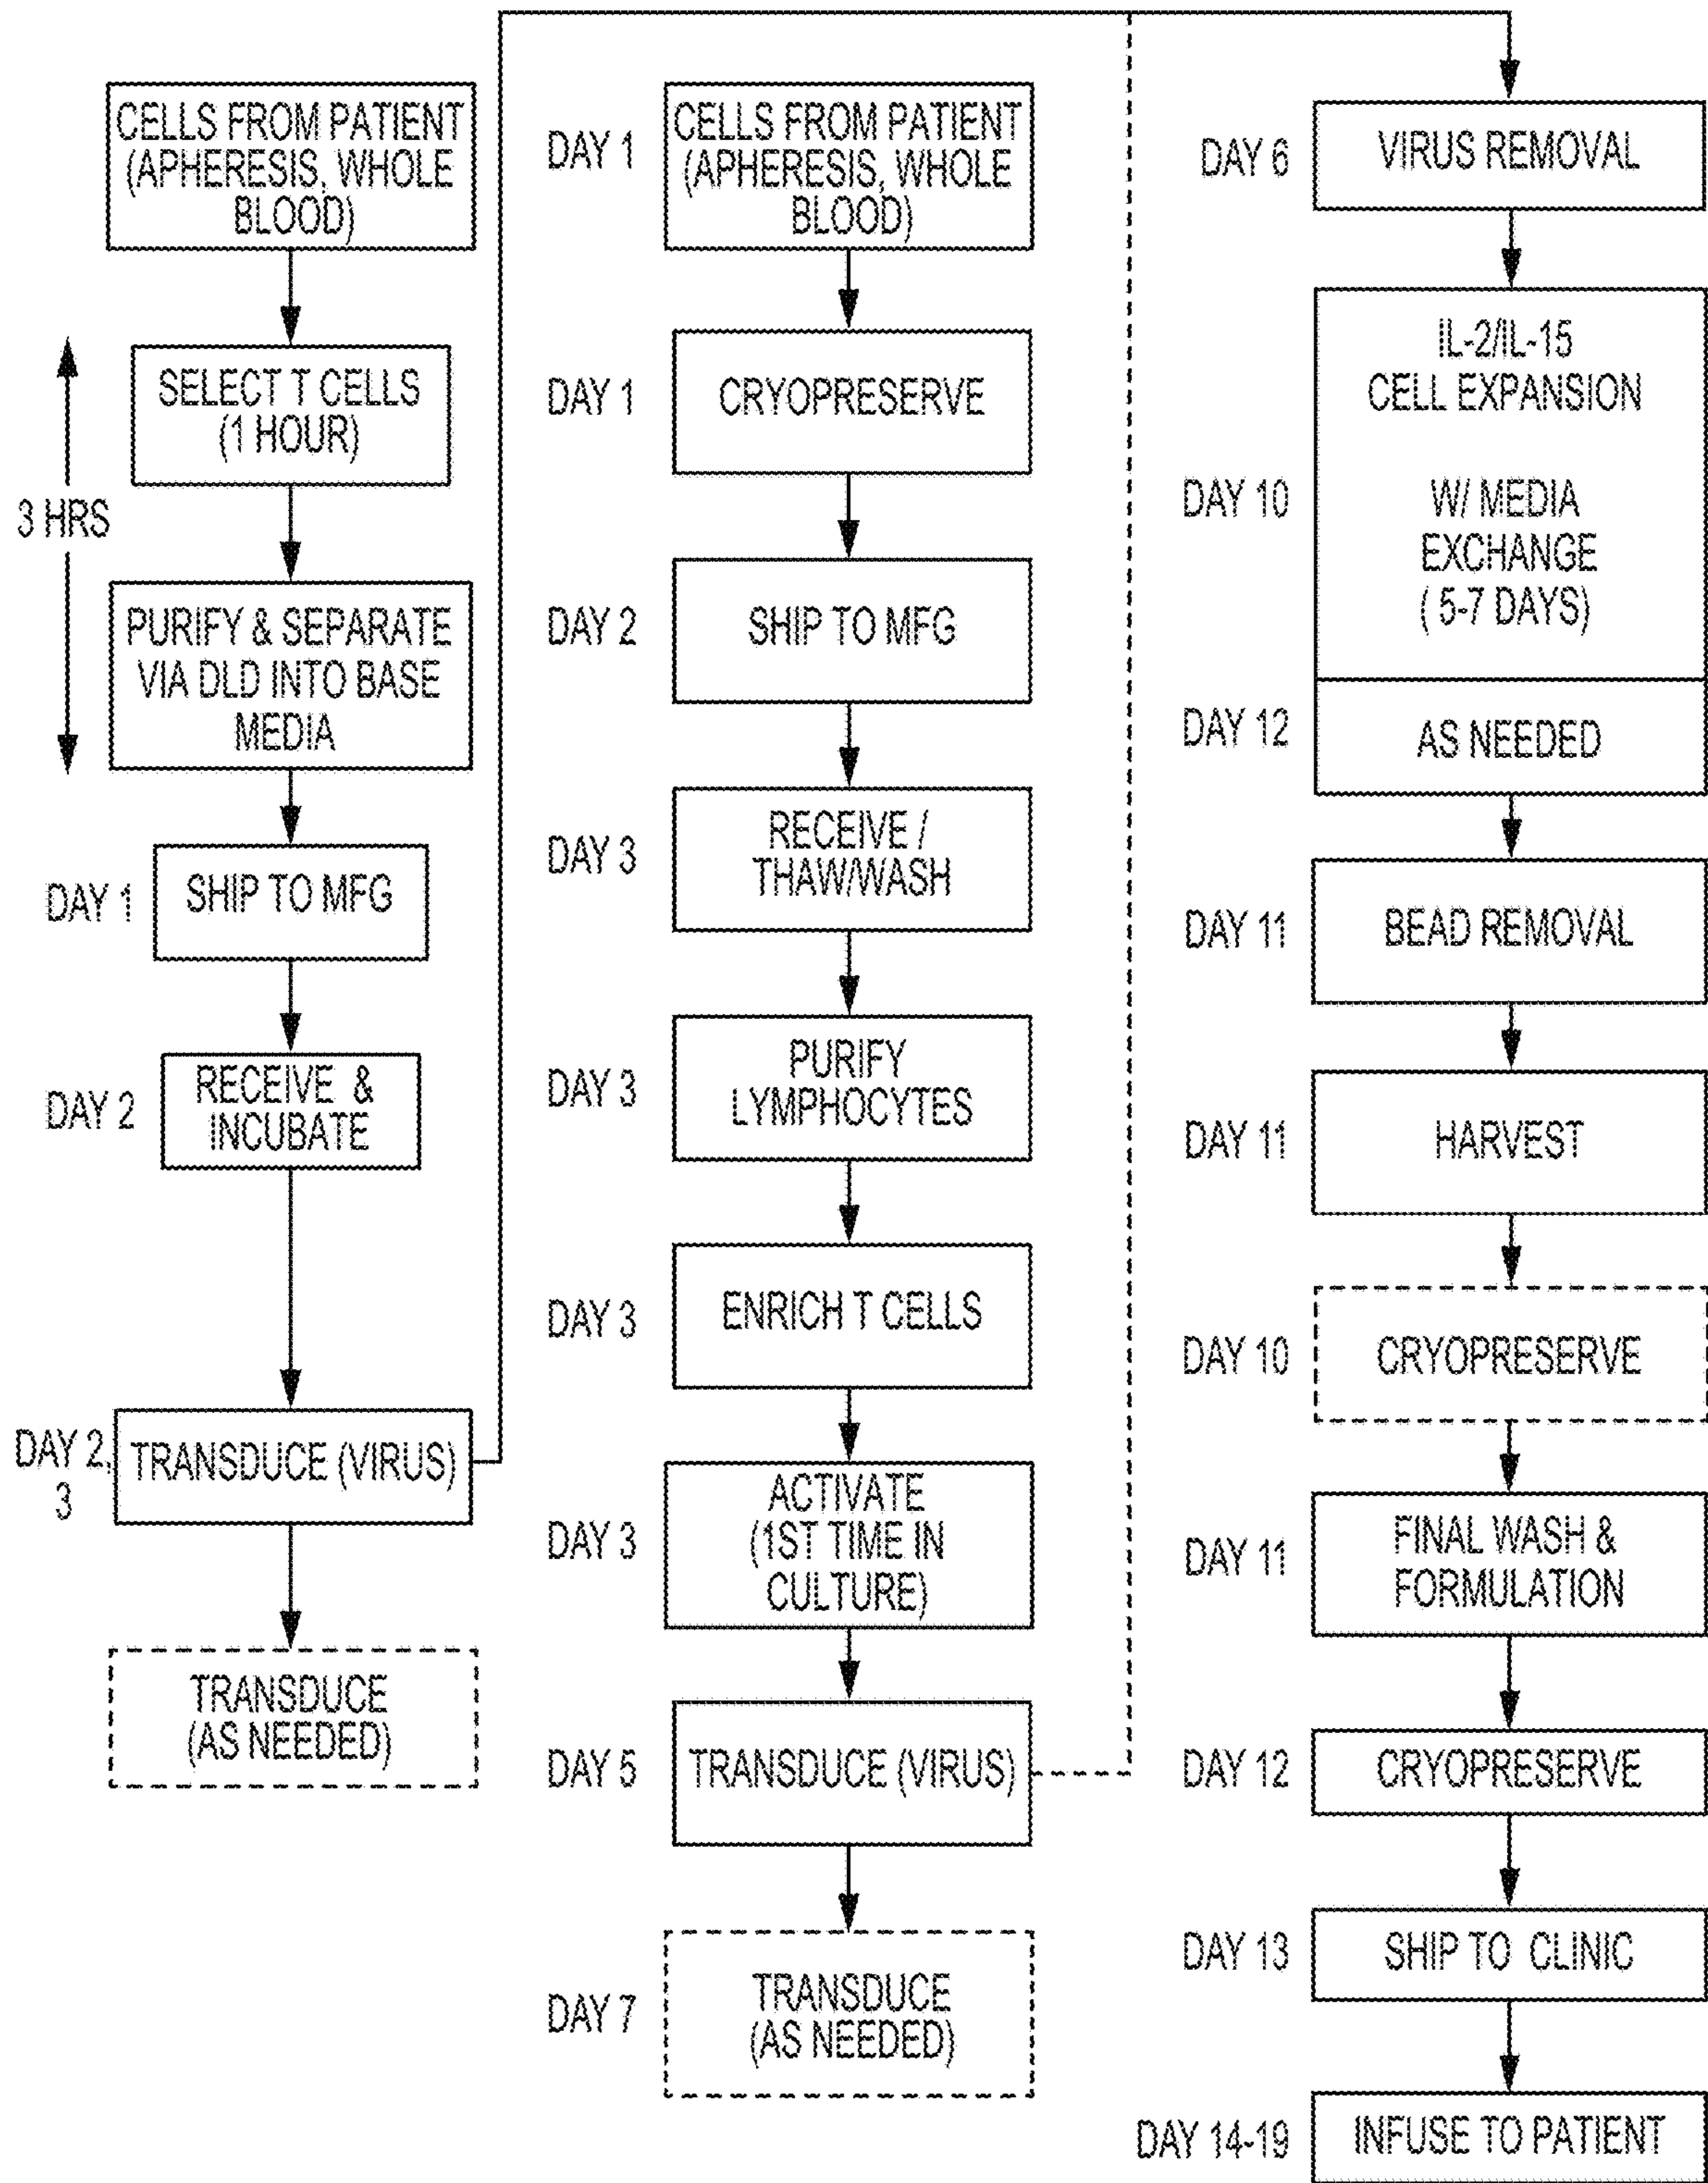 CELLS FROM PATIENT
(APHERESIS, WHOLE
BLOOD)
3 HRS
SELECT T CELLS
(1 HOUR)
PURIFY & SEPARATE
VIA DLD INTO BASE
MEDIA
DAY 1
SHIP TO MFG
DAY 2
RECEIVE &
INCUBATE
DAY 2,
3
TRANSDUCE (VIRUS)
TRANSDUCE
(AS NEEDED)
DAY 1
CELLS FROM PATIENT
(APHERESIS, WHOLE
BLOOD)
DAY 1
CRYOPRESERVE
DAY 2
SHIP TO MFG
DAY 3
RECEIVE /
THAW/WASH
DAY 3
PURIFY
LYMPHOCYTES
DAY 3
ENRICH T CELLS
DAY 3
ACTIVATE
(1ST TIME IN
CULTURE)
DAY 5
TRANSDUCE (VIRUS)
DAY 7
TRANSDUCE
(AS NEEDED)
DAY 6
VIRUS REMOVAL
IL-2/IL-15
CELL EXPANSION
DAY 10
W/ MEDIA
EXCHANGE
( 5-7 DAYS)
DAY 12
AS NEEDED
DAY 11
BEAD REMOVAL
DAY 11
HARVEST
DAY 10
CRYOPRESERVE
DAY 11
FINAL WASH &
FORMULATION
DAY 12
CRYOPRESERVE
DAY 13
SHIP TO CLINIC
DAY 14-19
INFUSE TO PATIENT